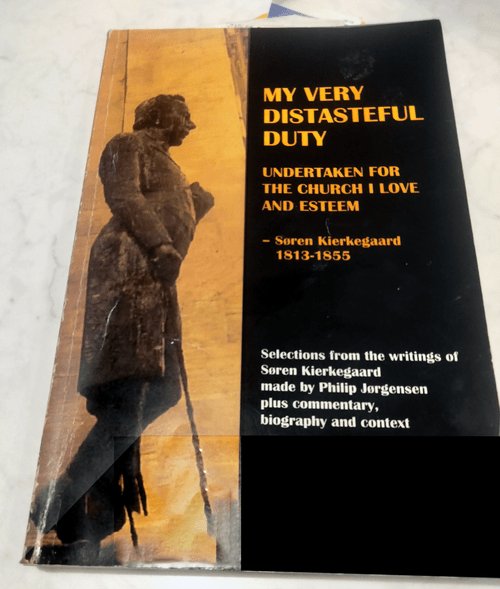 MY VERY
DISTASTEFUL
DUTY
UNDERTAKEN FOR
THE CHURCH I LOVE
AND ESTEEM
– Søren Kierkegaard
1813-1855
Selections from the writings of
Søren Kierkegaard
made by Philip Jørgensen
plus commentary,
biography and context